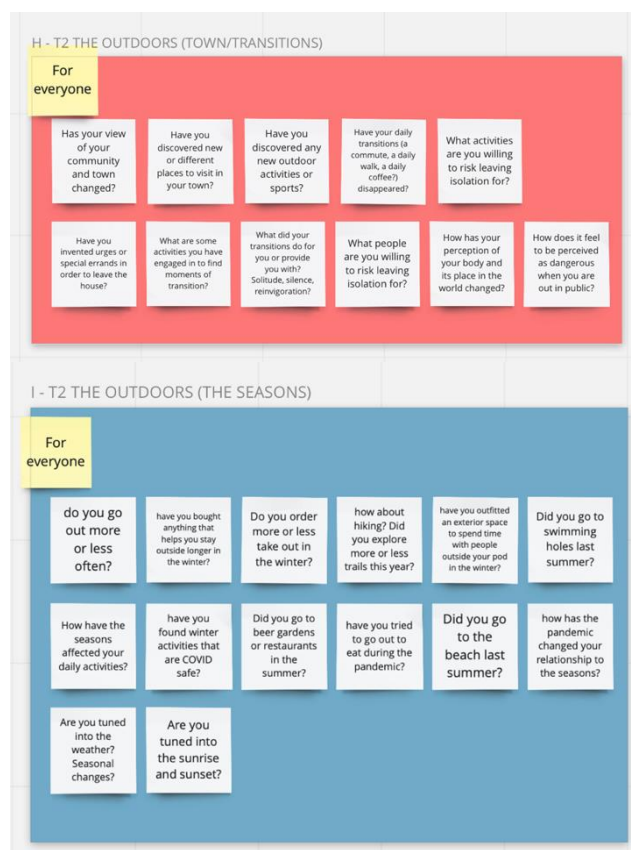 H - T2 THE OUTDOORS (TOWN/TRANSITIONS)
For
everyone
Has your view
of your
community
and town
changed?
Have you
discovered new
or different
places to visit in
your town?
Have you
discovered any
new outdoor
activities or
sports?
Have your daily
transitions (a
commute, a daily
walk, a daily
coffee?)
disappeared?
What activities
are you willing
to risk leaving
isolation for?
Have you
invented urges or
special errands in
order to leave the
house?
What are some
activities you have
engaged in to find
moments of
transition?
What did your
transitions do for
you or provide
you with?
Solitude, silence,
reinvigoration?
What people
are you willing
to risk leaving
isolation for?
How has your
perception of
your body and
its place in the
world changed?
How does it feel
to be perceived
as dangerous
when you are
out in public?
I - T2 THE OUTDOORS (THE SEASONS)
For
everyone
do you go
out more
or less
often?
have you bought
anything that
helps you stay
outside longer in
the winter?
Do you order
more or less
take out in
the winter?
how about
hiking? Did
you explore
more or less
trails this year?
have you outfitted
an exterior space
to spend time
with people
outside your pod
in the winter?
Did you go to
swimming
holes last
summer?
How have the
seasons
affected your
daily activities?
have you
found winter
activities that
are COVID
safe?
Did you go to
beer gardens
or restaurants
in the
summer?
have you tried
to go out to
eat during the
pandemic?
Did you go
to the
beach last
summer?
how has the
pandemic
changed your
relationship to
the seasons?
Are you tuned
into the
weather?
Seasonal
changes?
Are you
tuned into
the sunrise
and sunset?